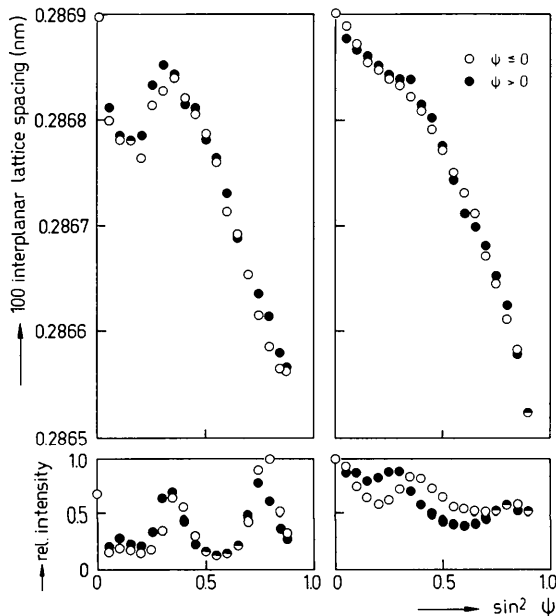 100 interplanar lattice spacing (nm)
0.2869
0.2868
0.2867
0.2866
0.2865
○ ψ ≤ 0
● ψ > 0
rel. intensity
1.0
0.5
0
0 0.5 1.0
0 0.5 1.0
sin² ψ